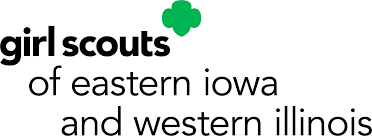 girl scouts
of eastern iowa
and western illinois